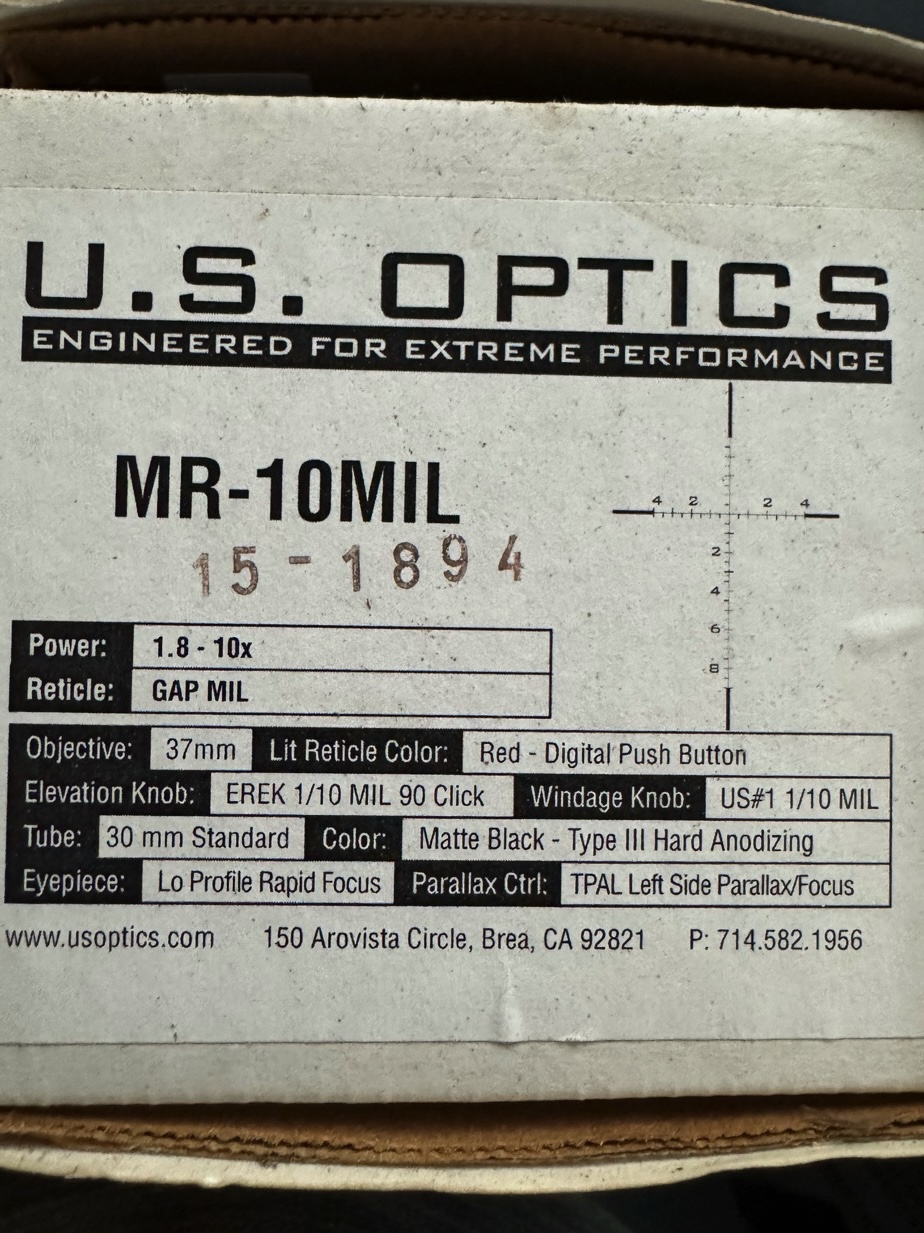 U.S. OPTICS
ENGINEERED FOR EXTREME PERFORMANCE
MR-10MIL
15-1894
4 2 2 4
2
4
6
8
Power: 1.8 - 10x
Reticle: GAP MIL
Objective: 37mm Lit Reticle Color: Red - Digital Push Button
Elevation Knob: EREK 1/10 MIL 90 Click Windage Knob: US#1 1/10 MIL
Tube: 30 mm Standard Color: Matte Black - Type III Hard Anodizing
Eyepiece: Lo Profile Rapid Focus Parallax Ctrl: TPAL Left Side Parallax/Focus
www.usoptics.com 150 Arovista Circle, Brea, CA 92821 P: 714.582.1956